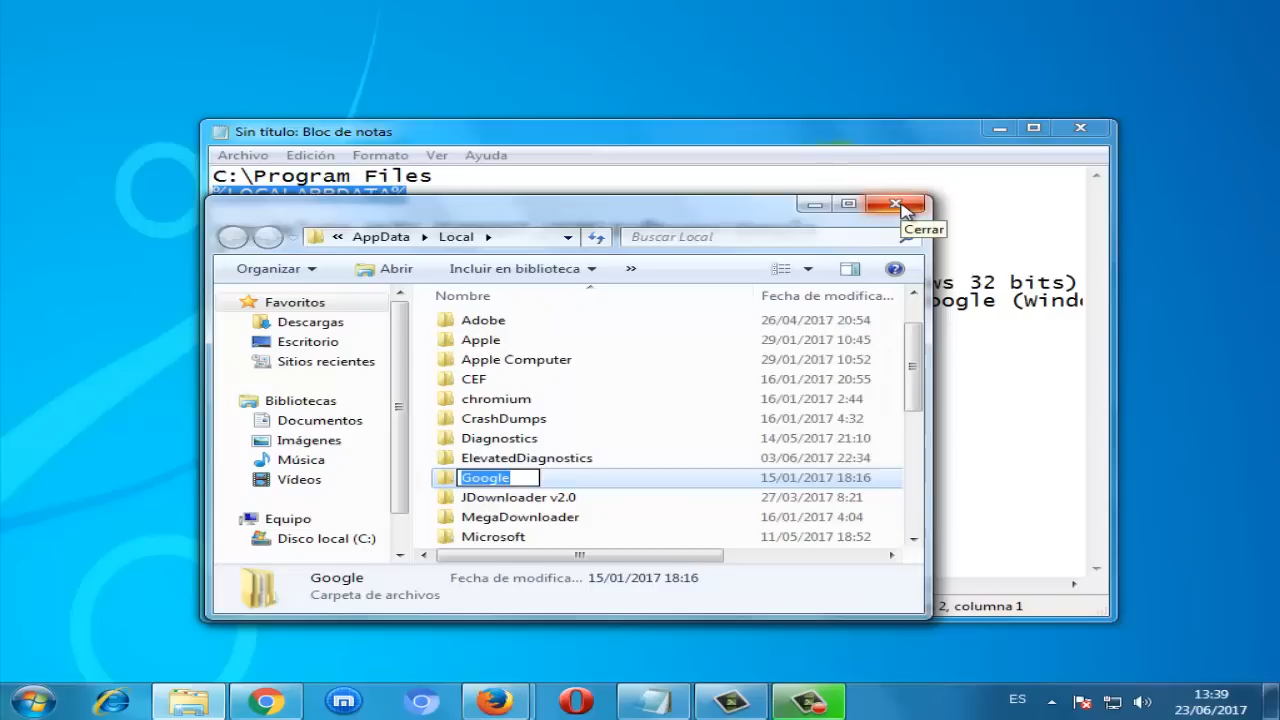 Sin título: Bloc de notas
Archivo Edición Formato Ver Ayuda
C:\Program Files
%LOCALAPPDATA%
Cerrar
« AppData Local
Buscar Local
Organizar Abrir Incluir en biblioteca »
ws 32 bits)
oogle (Windo
Nombre Fecha de modifica...
Favoritos
Descargas
Escritorio
Sitios recientes
Bibliotecas
Documentos
Imágenes
Música
Vídeos
Equipo
Disco local (C:)
Adobe 26/04/2017 20:54
Apple 29/01/2017 10:45
Apple Computer 29/01/2017 10:52
CEF 16/01/2017 20:55
chromium 16/01/2017 2:44
CrashDumps 16/01/2017 4:32
Diagnostics 14/05/2017 21:10
ElevatedDiagnostics 03/06/2017 22:34
Google 15/01/2017 18:16
JDownloader v2.0 27/03/2017 8:21
MegaDownloader 16/01/2017 4:04
Microsoft 11/05/2017 18:52
Google Fecha de modifica... 15/01/2017 18:16
Carpeta de archivos
2, columna 1
ES
13:39
23/06/2017